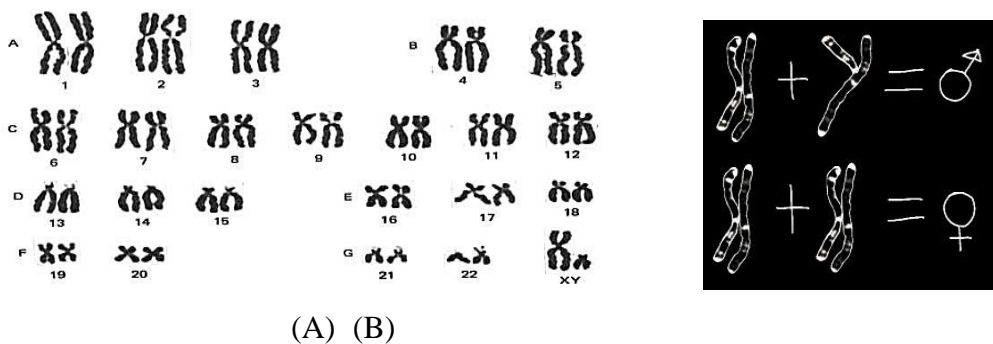 A 1 2 3 B 4 5
C 6 7 8 9 10 11 12
D 13 14 15 E 16 17 18
F 19 20 G 21 22 XY
+ = ♂
+ = ♀
(A) (B)